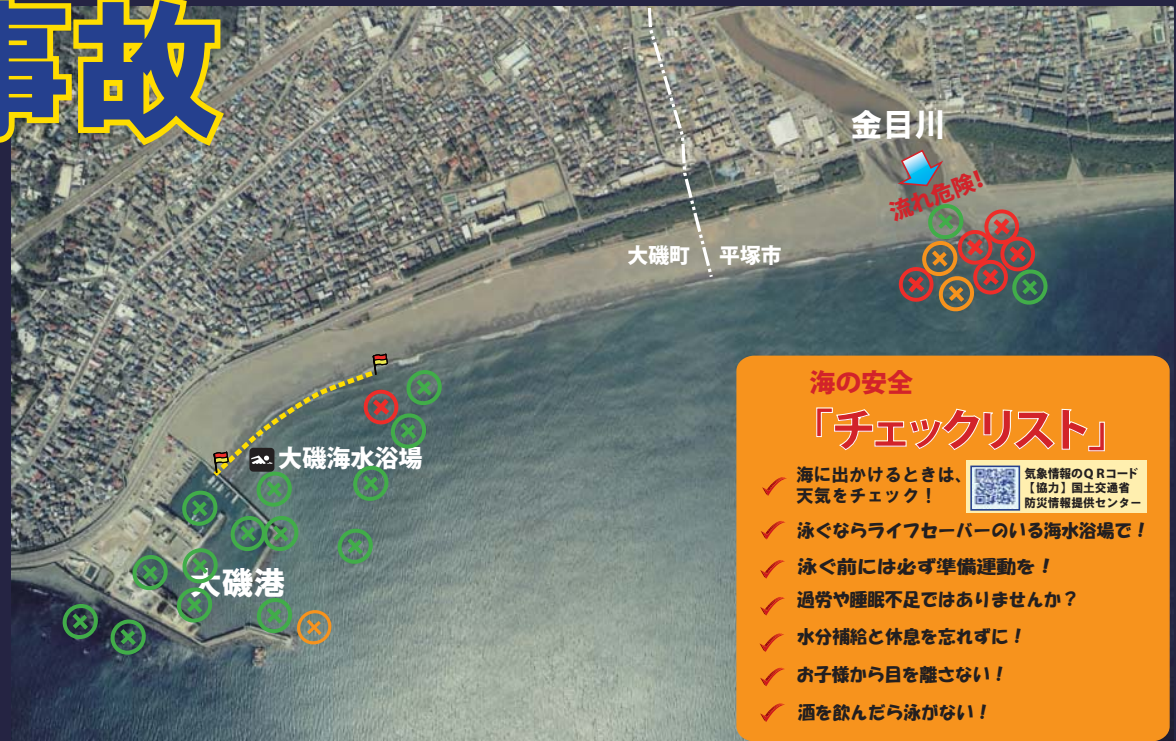 事故
金目川
流れ危険!
大磯町 平塚市
大磯海水浴場
大磯港
海の安全
「チェックリスト」
海に出かけるときは、
天気をチェック！
気象情報のＱＲコード
【協力】国土交通省
防災情報提供センター
泳ぐならライフセーバーのいる海水浴場で！
泳ぐ前には必ず準備運動を！
過労や睡眠不足ではありませんか？
水分補給と休息を忘れずに！
お子様から目を離さない！
酒を飲んだら泳がない！